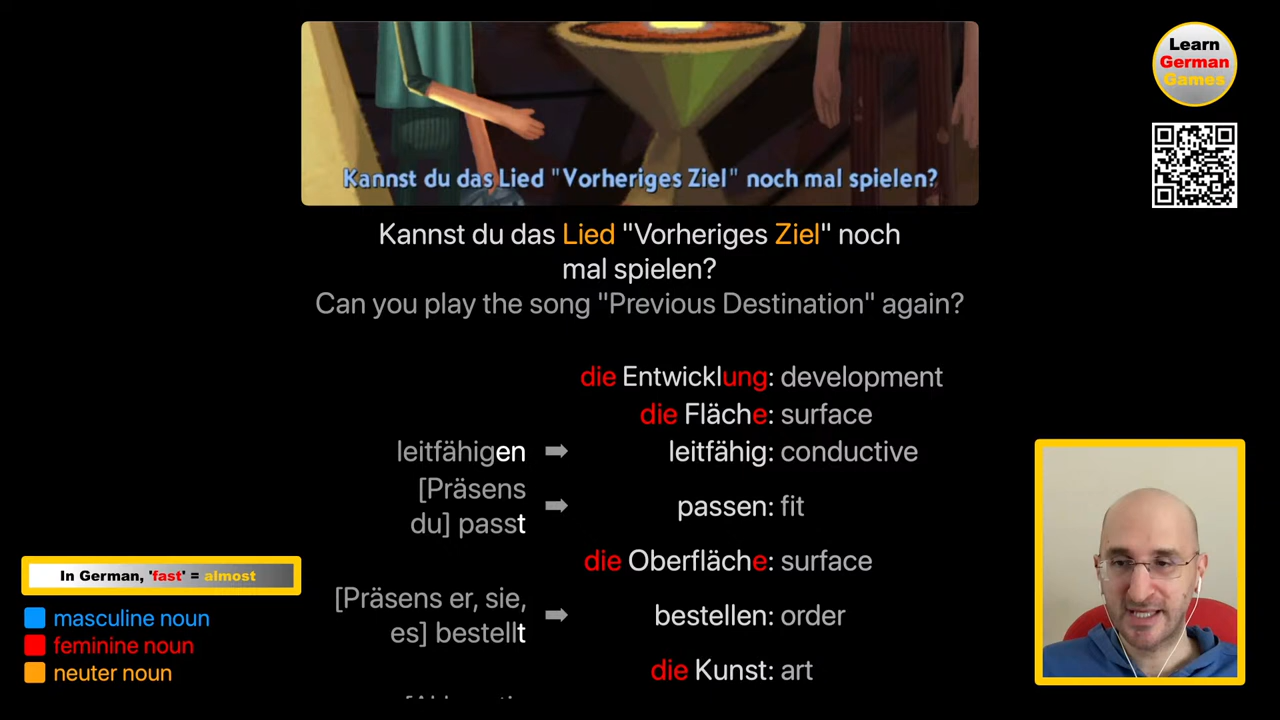 Learn
German
Games
Kannst du das Lied "Vorheriges Ziel" noch mal spielen?
Kannst du das Lied "Vorheriges Ziel" noch
mal spielen?
Can you play the song "Previous Destination" again?
die Entwicklung: development
die Fläche: surface
leitfähigen ➡ leitfähig: conductive
[Präsens
du] passt ➡ passen: fit
die Oberfläche: surface
[Präsens er, sie,
es] bestellt ➡ bestellen: order
die Kunst: art
In German, 'fast' = almost
masculine noun
feminine noun
neuter noun